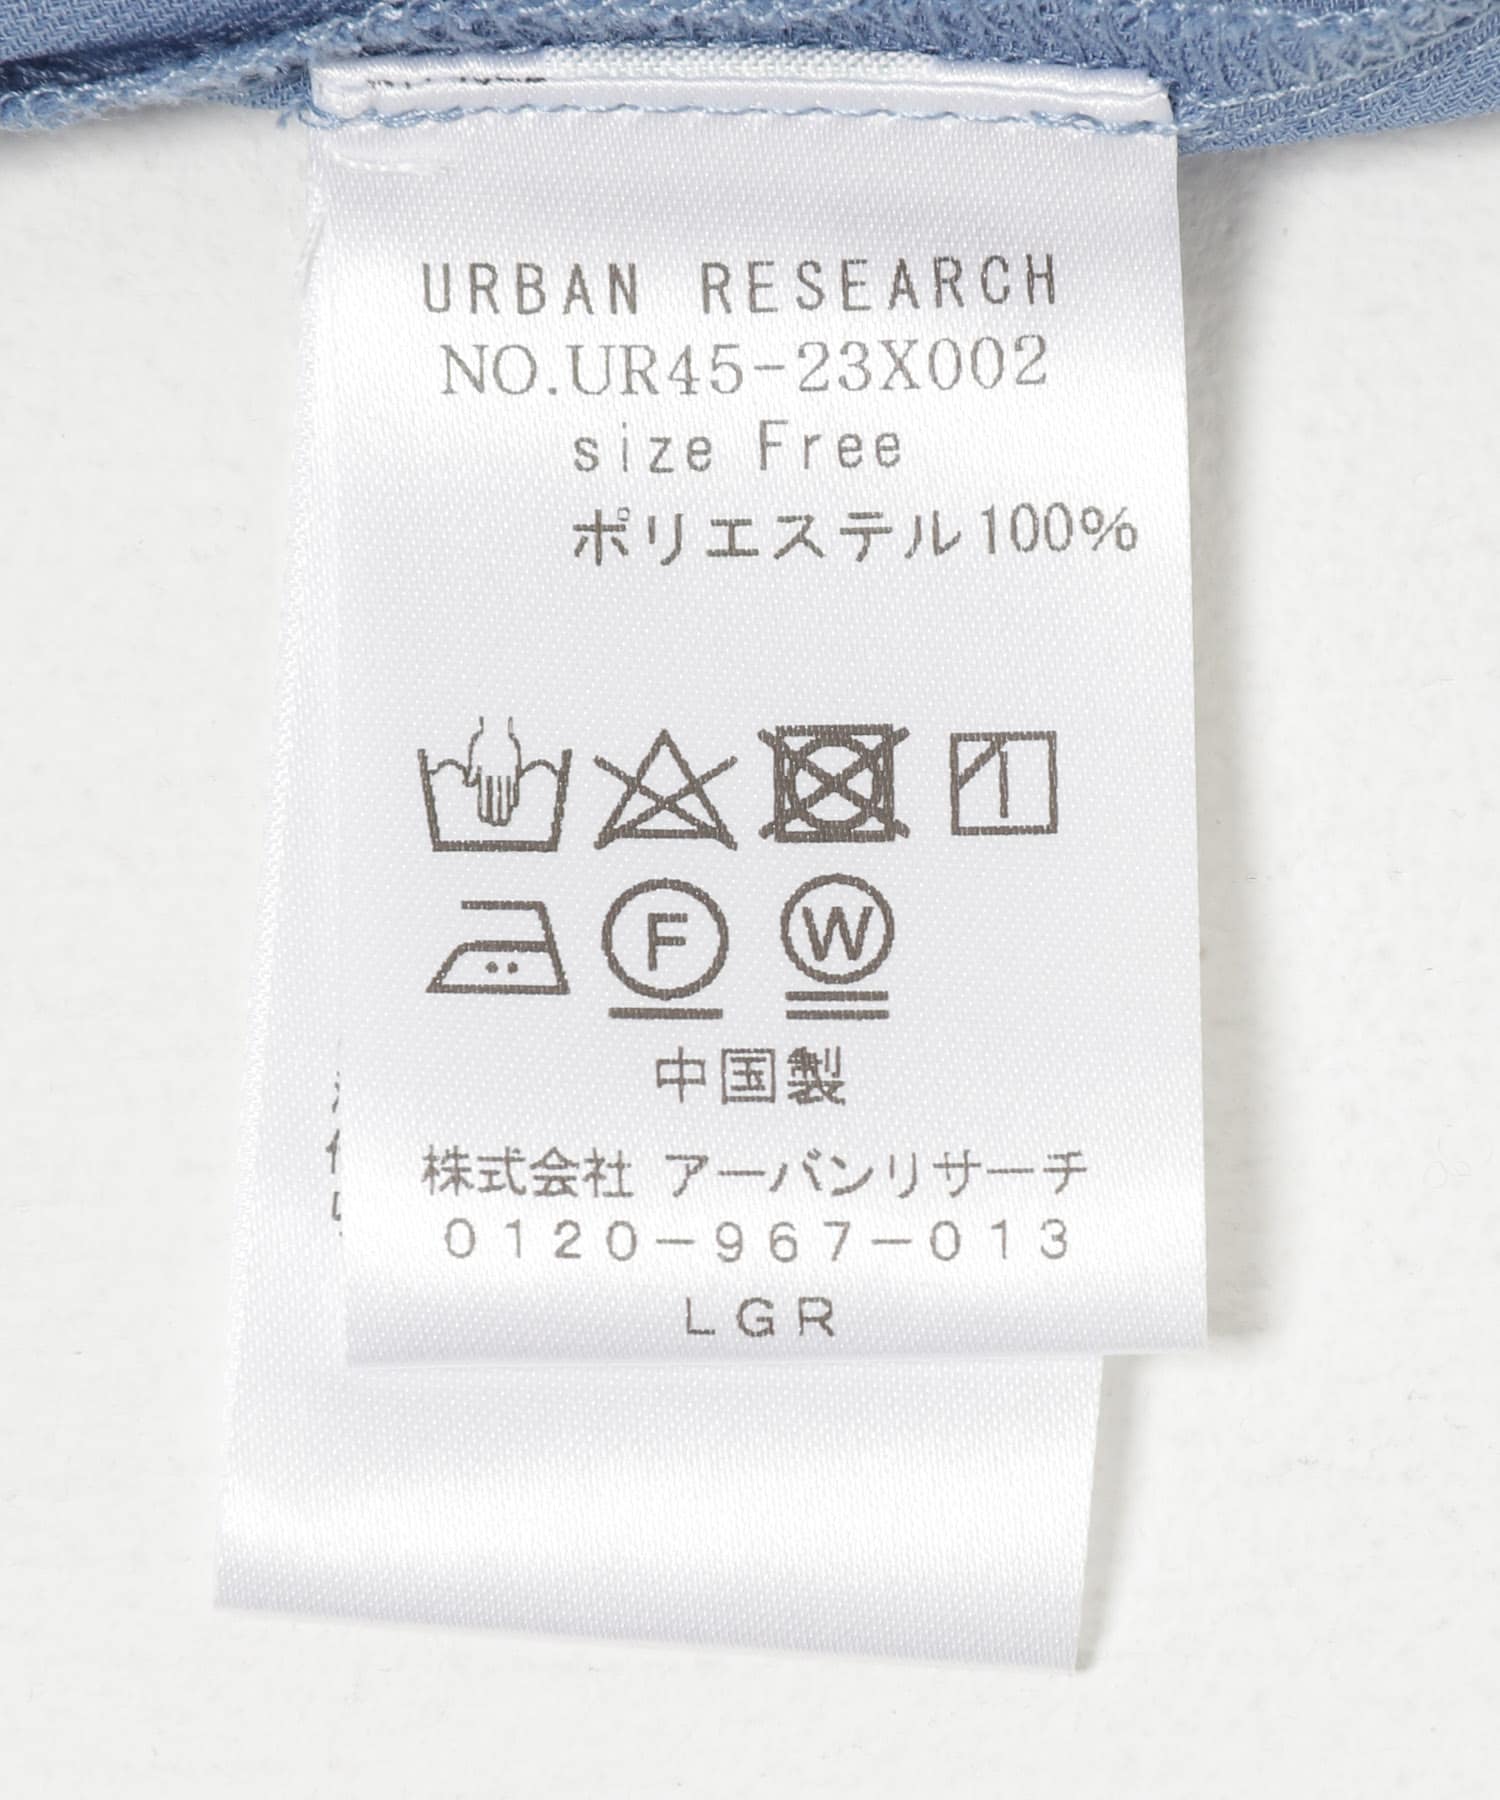 URBAN RESEARCH
NO.UR45-23X002
size Free
ポリエステル100%
F W
中国製
株式会社 アーバンリサーチ
0120-967-013
LGR